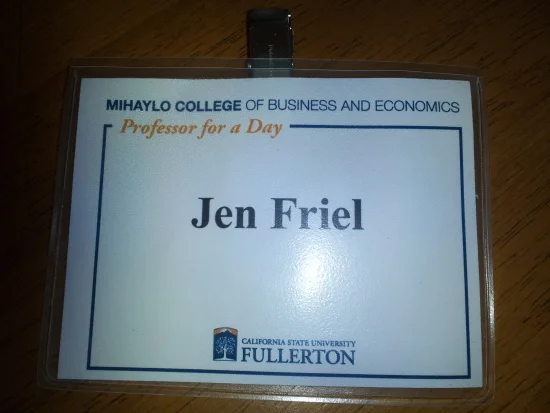 MIHAYLO COLLEGE OF BUSINESS AND ECONOMICS
Professor for a Day
Jen Friel
CALIFORNIA STATE UNIVERSITY
FULLERTON